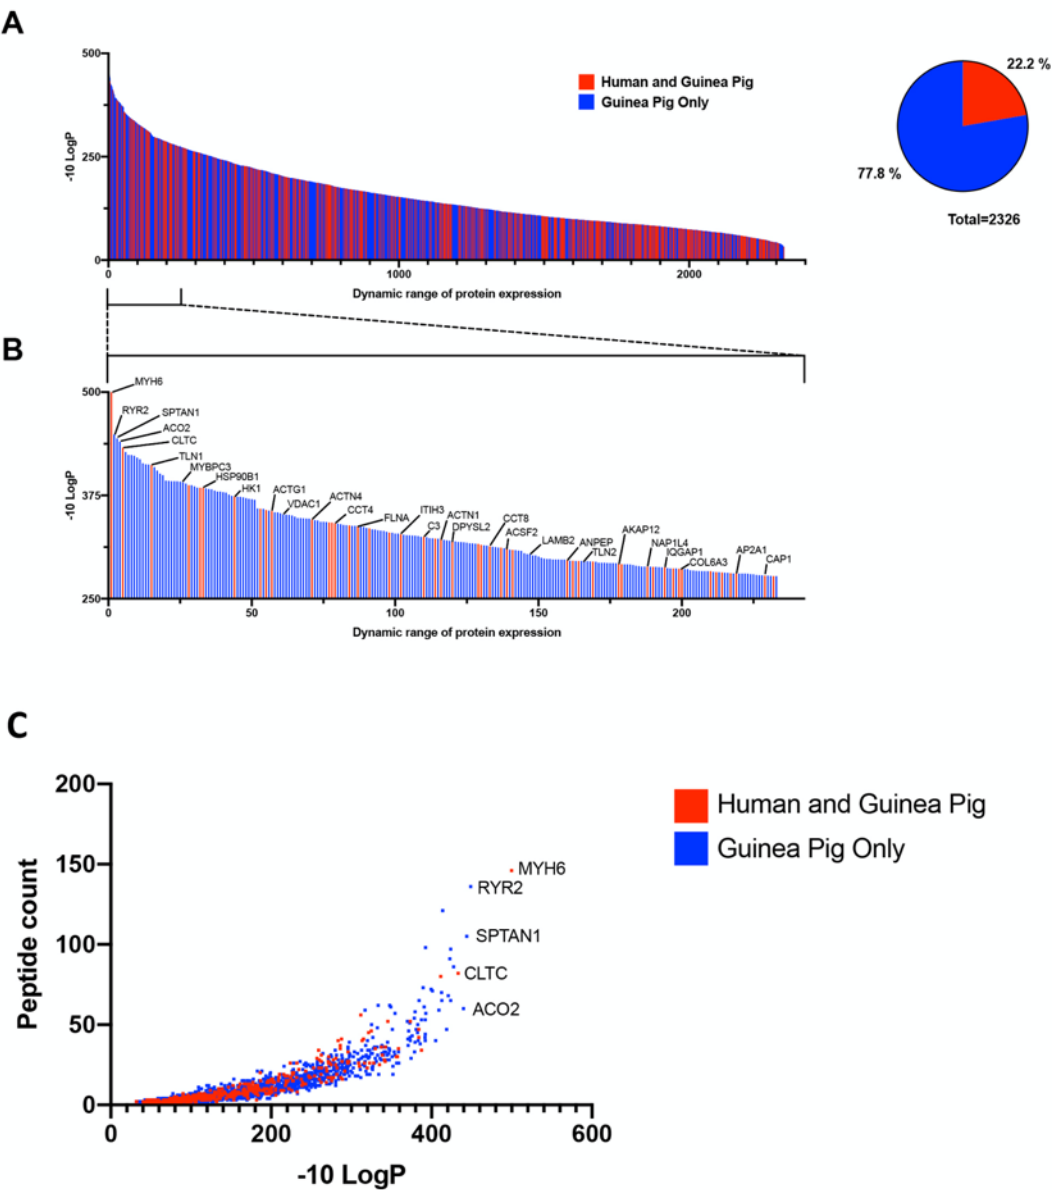 A
500
250
0
-10 LogP
Human and Guinea Pig
Guinea Pig Only
0
1000
2000
Dynamic range of protein expression
22.2 %
77.8 %
Total=2326
B
500
375
250
-10 LogP
MYH6
RYR2
SPTAN1
ACO2
CLTC
TLN1
MYBPC3
HSP90B1
HK1
ACTG1
VDAC1
ACTN4
CCT4
FLNA
ITIH3
C3
ACTN1
DPYSL2
CCT8
ACSF2
LAMB2
ANPEP
TLN2
AKAP12
NAP1L4
IQGAP1
COL6A3
AP2A1
CAP1
0
50
100
150
200
Dynamic range of protein expression
C
200
150
100
50
0
Peptide count
Human and Guinea Pig
Guinea Pig Only
MYH6
RYR2
SPTAN1
CLTC
ACO2
0
200
400
600
-10 LogP